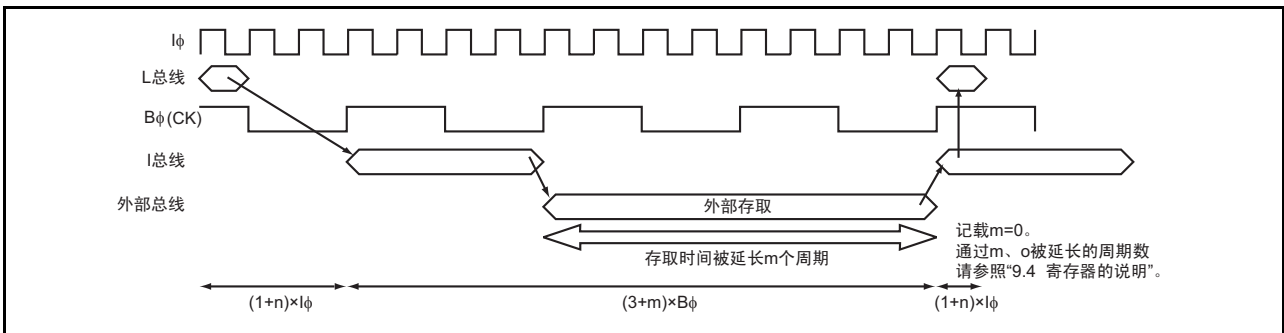 Iϕ
L总线
Bϕ(CK)
I总线
外部总线
外部存取
存取时间被延长m个周期
记载m=0。
通过m、o被延长的周期数
请参照“9.4 寄存器的说明”。
(1+n)×Iϕ
(3+m)×Bϕ
(1+n)×Iϕ